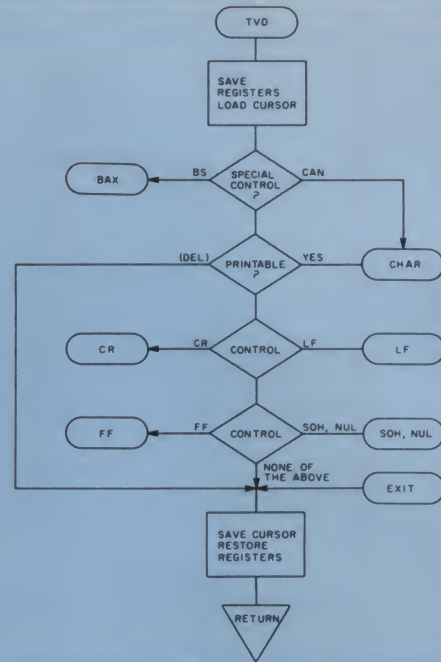 TVD
SAVE
REGISTERS
LOAD CURSOR
BAX
BS
SPECIAL
CONTROL
?
CAN
(DEL)
PRINTABLE
?
YES
CHAR
CR
CR
CONTROL
LF
LF
FF
FF
CONTROL
SOH, NUL
SOH, NUL
NONE OF
THE ABOVE
EXIT
SAVE CURSOR
RESTORE
REGISTERS
RETURN